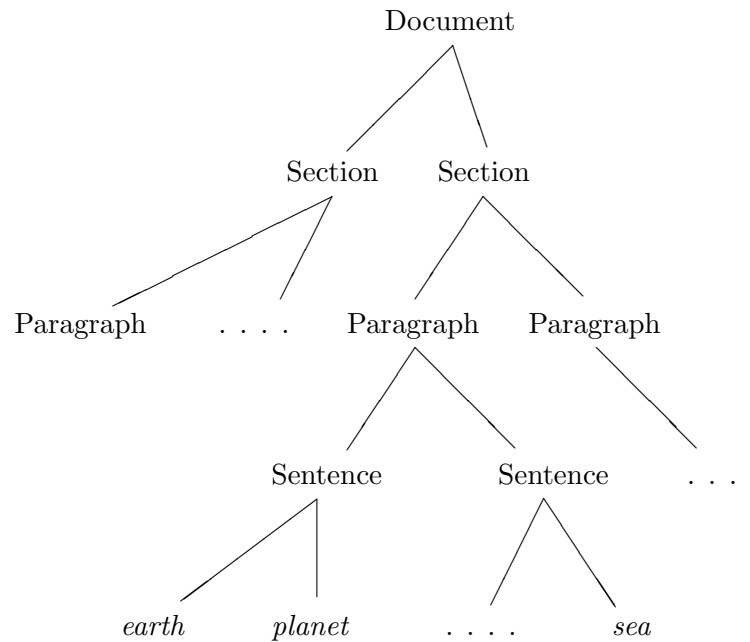 Document
Section Section
Paragraph . . . . Paragraph Paragraph
Sentence Sentence . . .
earth planet . . . . sea